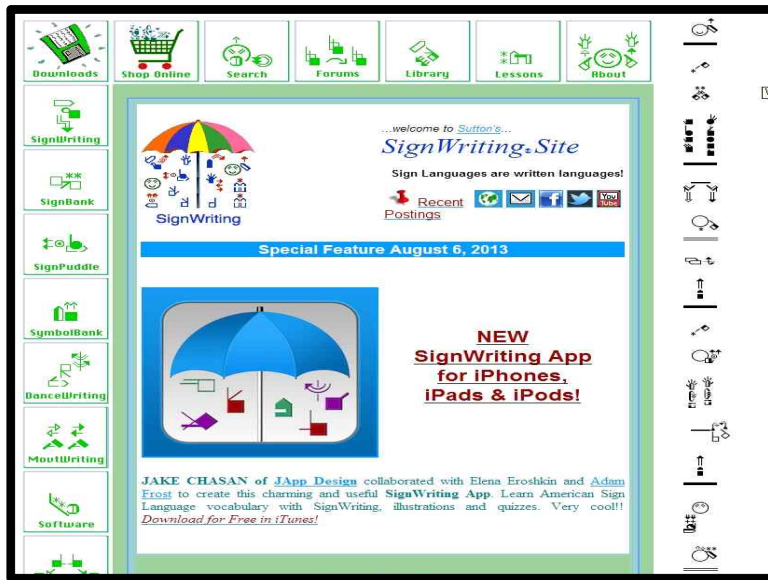 Downloads
Shop Online
Search
Forums
Library
Lessons
About
SignWriting
SignBank
SignPuddle
SymbolBank
DanceWriting
MovtWriting
Software
SignWriting
...welcome to Sutton's...
SignWriting®Site
Sign Languages are written languages!
Recent
Postings
You
Tube
Special Feature August 6, 2013
NEW
SignWriting App
for iPhones,
iPads & iPods!
JAKE CHASAN of JApp Design collaborated with Elena Eroshkin and Adam
Frost to create this charming and useful SignWriting App. Learn American Sign
Language vocabulary with SignWriting, illustrations and quizzes. Very cool!!
Download for Free in iTunes!